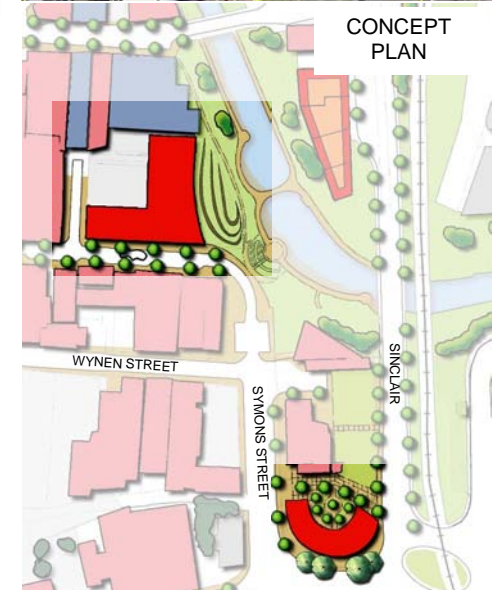 CONCEPT
PLAN
WYNEN STREET
SYMONS STREET
SINCLAIR